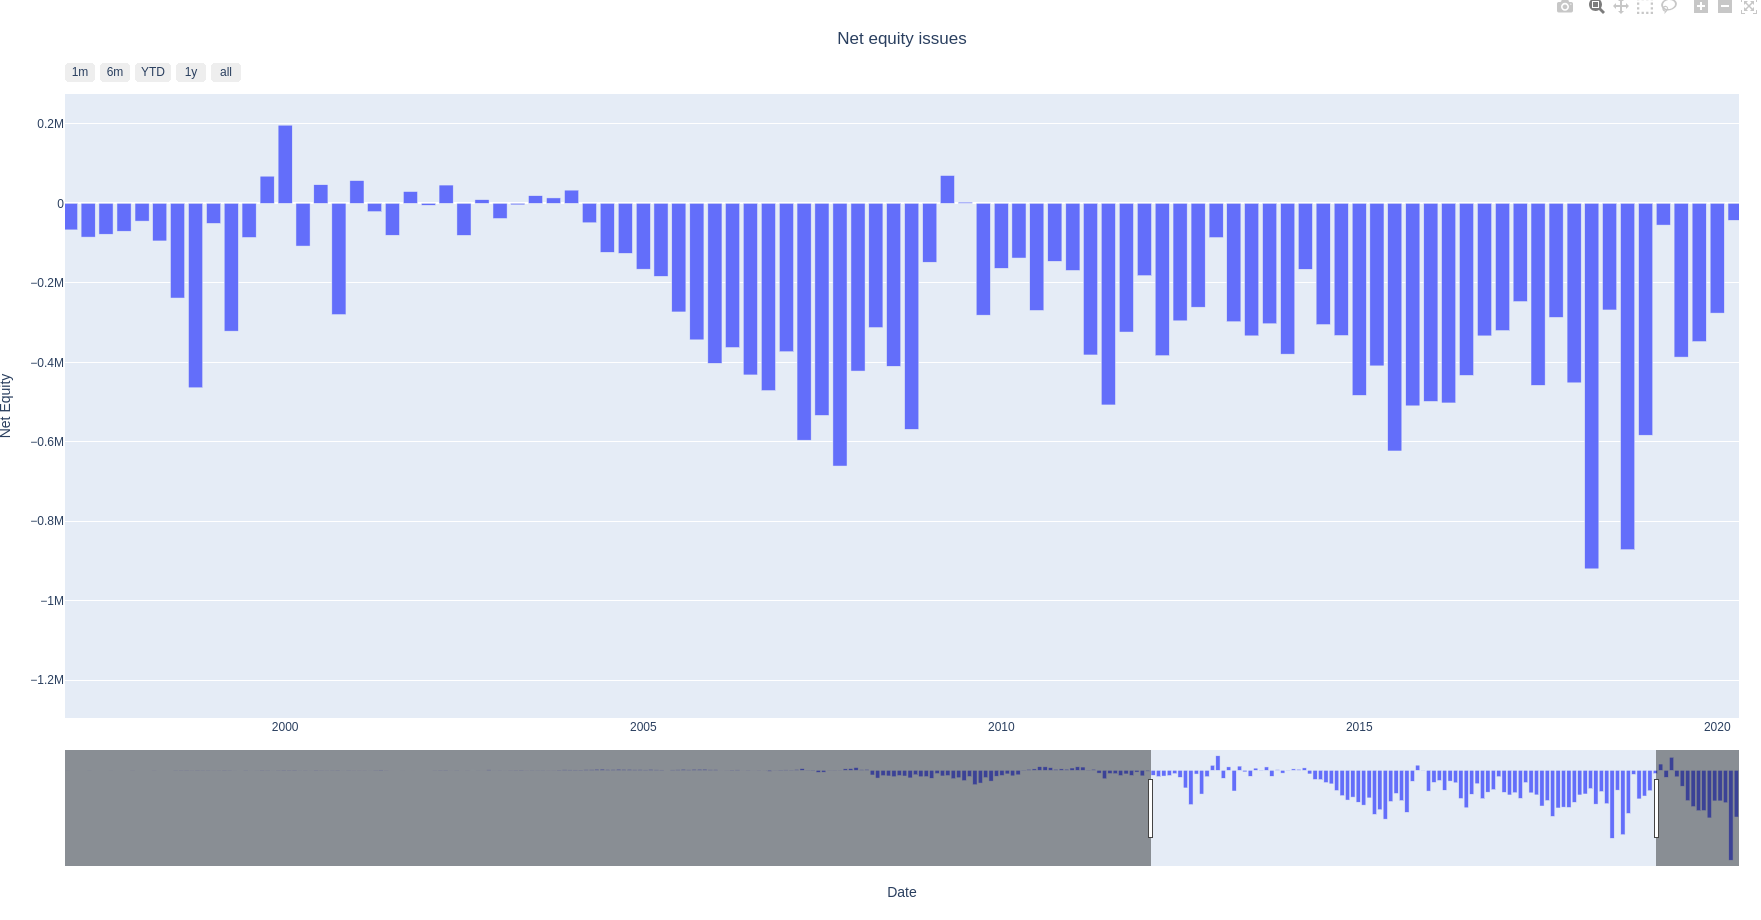 Net equity issues
1m 6m YTD 1y all
0.2M
0
−0.2M
−0.4M
−0.6M
−0.8M
−1M
−1.2M
Net Equity
2000 2005 2010 2015 2020
Date